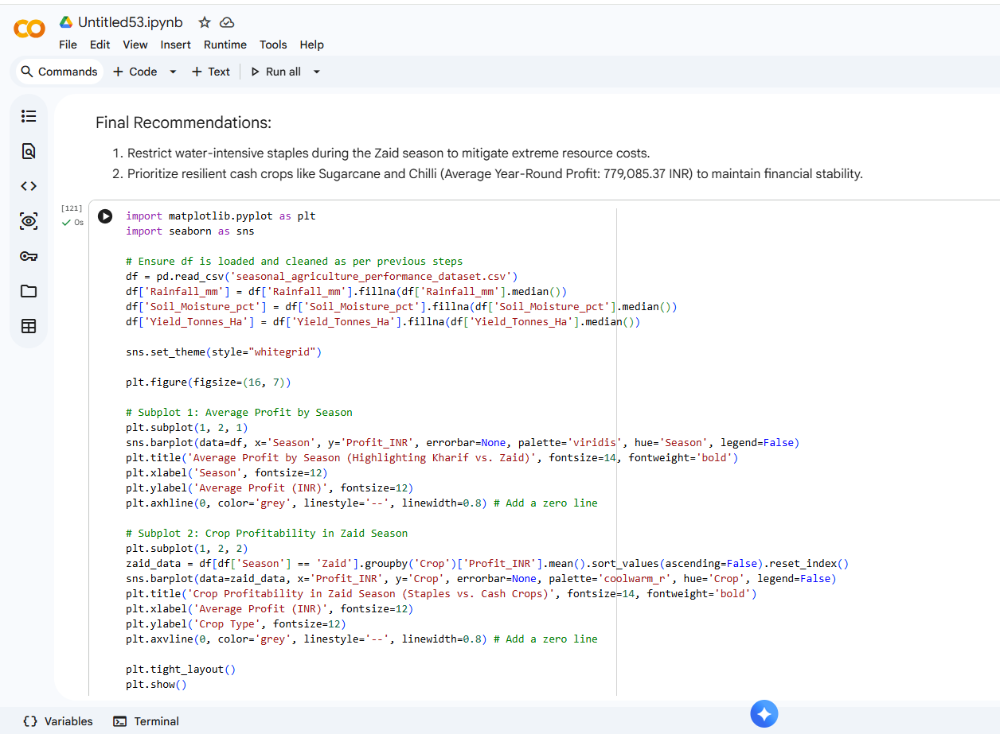 Untitled53.ipynb
File Edit View Insert Runtime Tools Help
Commands + Code + Text Run all
Final Recommendations:
1. Restrict water-intensive staples during the Zaid season to mitigate extreme resource costs.
2. Prioritize resilient cash crops like Sugarcane and Chilli (Average Year-Round Profit: 779,085.37 INR) to maintain financial stability.
[121]
0s
import matplotlib.pyplot as plt
import seaborn as sns

# Ensure df is loaded and cleaned as per previous steps
df = pd.read_csv('seasonal_agriculture_performance_dataset.csv')
df['Rainfall_mm'] = df['Rainfall_mm'].fillna(df['Rainfall_mm'].median())
df['Soil_Moisture_pct'] = df['Soil_Moisture_pct'].fillna(df['Soil_Moisture_pct'].median())
df['Yield_Tonnes_Ha'] = df['Yield_Tonnes_Ha'].fillna(df['Yield_Tonnes_Ha'].median())

sns.set_theme(style="whitegrid")

plt.figure(figsize=(16, 7))

# Subplot 1: Average Profit by Season
plt.subplot(1, 2, 1)
sns.barplot(data=df, x='Season', y='Profit_INR', errorbar=None, palette='viridis', hue='Season', legend=False)
plt.title('Average Profit by Season (Highlighting Kharif vs. Zaid)', fontsize=14, fontweight='bold')
plt.xlabel('Season', fontsize=12)
plt.ylabel('Average Profit (INR)', fontsize=12)
plt.axhline(0, color='grey', linestyle='--', linewidth=0.8) # Add a zero line

# Subplot 2: Crop Profitability in Zaid Season
plt.subplot(1, 2, 2)
zaid_data = df[df['Season'] == 'Zaid'].groupby('Crop')['Profit_INR'].mean().sort_values(ascending=False).reset_index()
sns.barplot(data=zaid_data, x='Profit_INR', y='Crop', errorbar=None, palette='coolwarm_r', hue='Crop', legend=False)
plt.title('Crop Profitability in Zaid Season (Staples vs. Cash Crops)', fontsize=14, fontweight='bold')
plt.xlabel('Average Profit (INR)', fontsize=12)
plt.ylabel('Crop Type', fontsize=12)
plt.axvline(0, color='grey', linestyle='--', linewidth=0.8) # Add a zero line

plt.tight_layout()
plt.show()
{} Variables Terminal